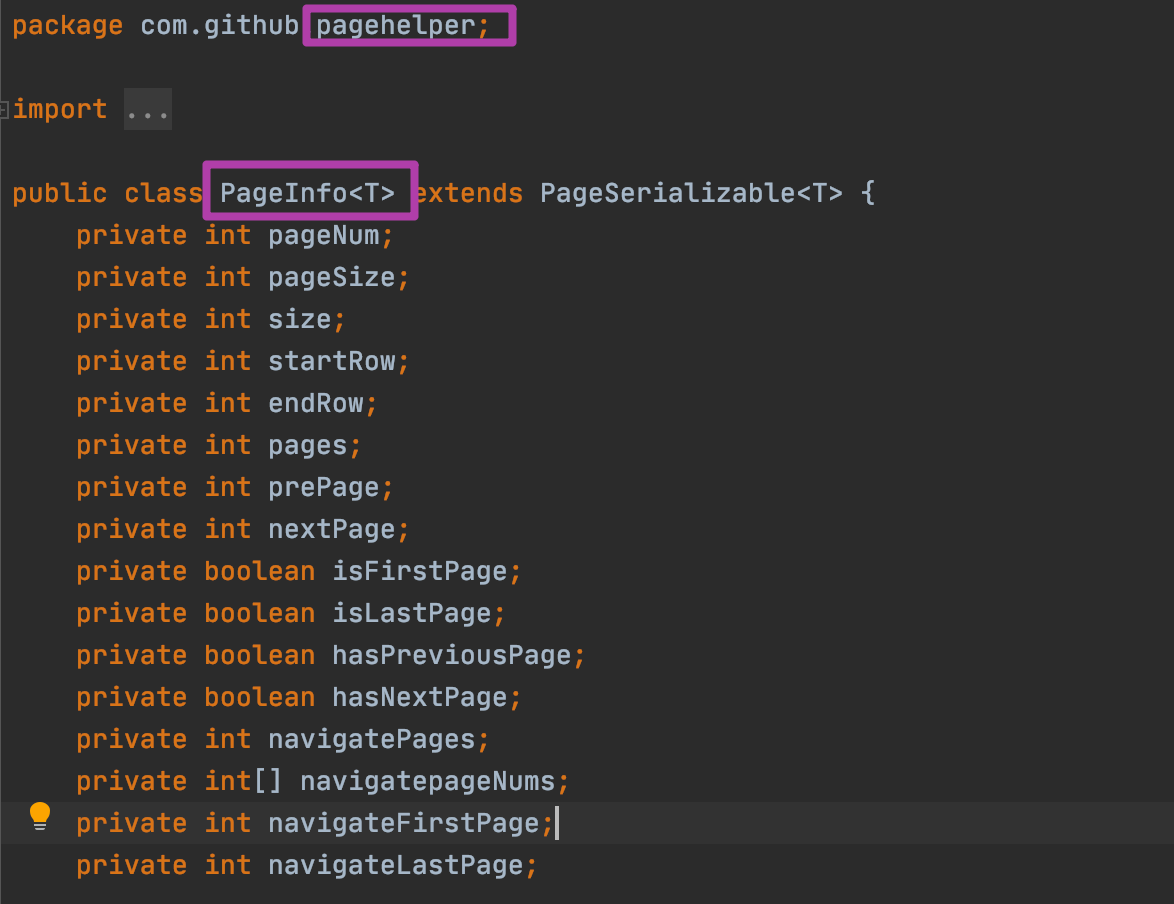 package com.github.pagehelper;
import ...
public class PageInfo<T> extends PageSerializable<T> {
private int pageNum;
private int pageSize;
private int size;
private int startRow;
private int endRow;
private int pages;
private int prePage;
private int nextPage;
private boolean isFirstPage;
private boolean isLastPage;
private boolean hasPreviousPage;
private boolean hasNextPage;
private int navigatePages;
private int[] navigatepageNums;
private int navigateFirstPage;
private int navigateLastPage;